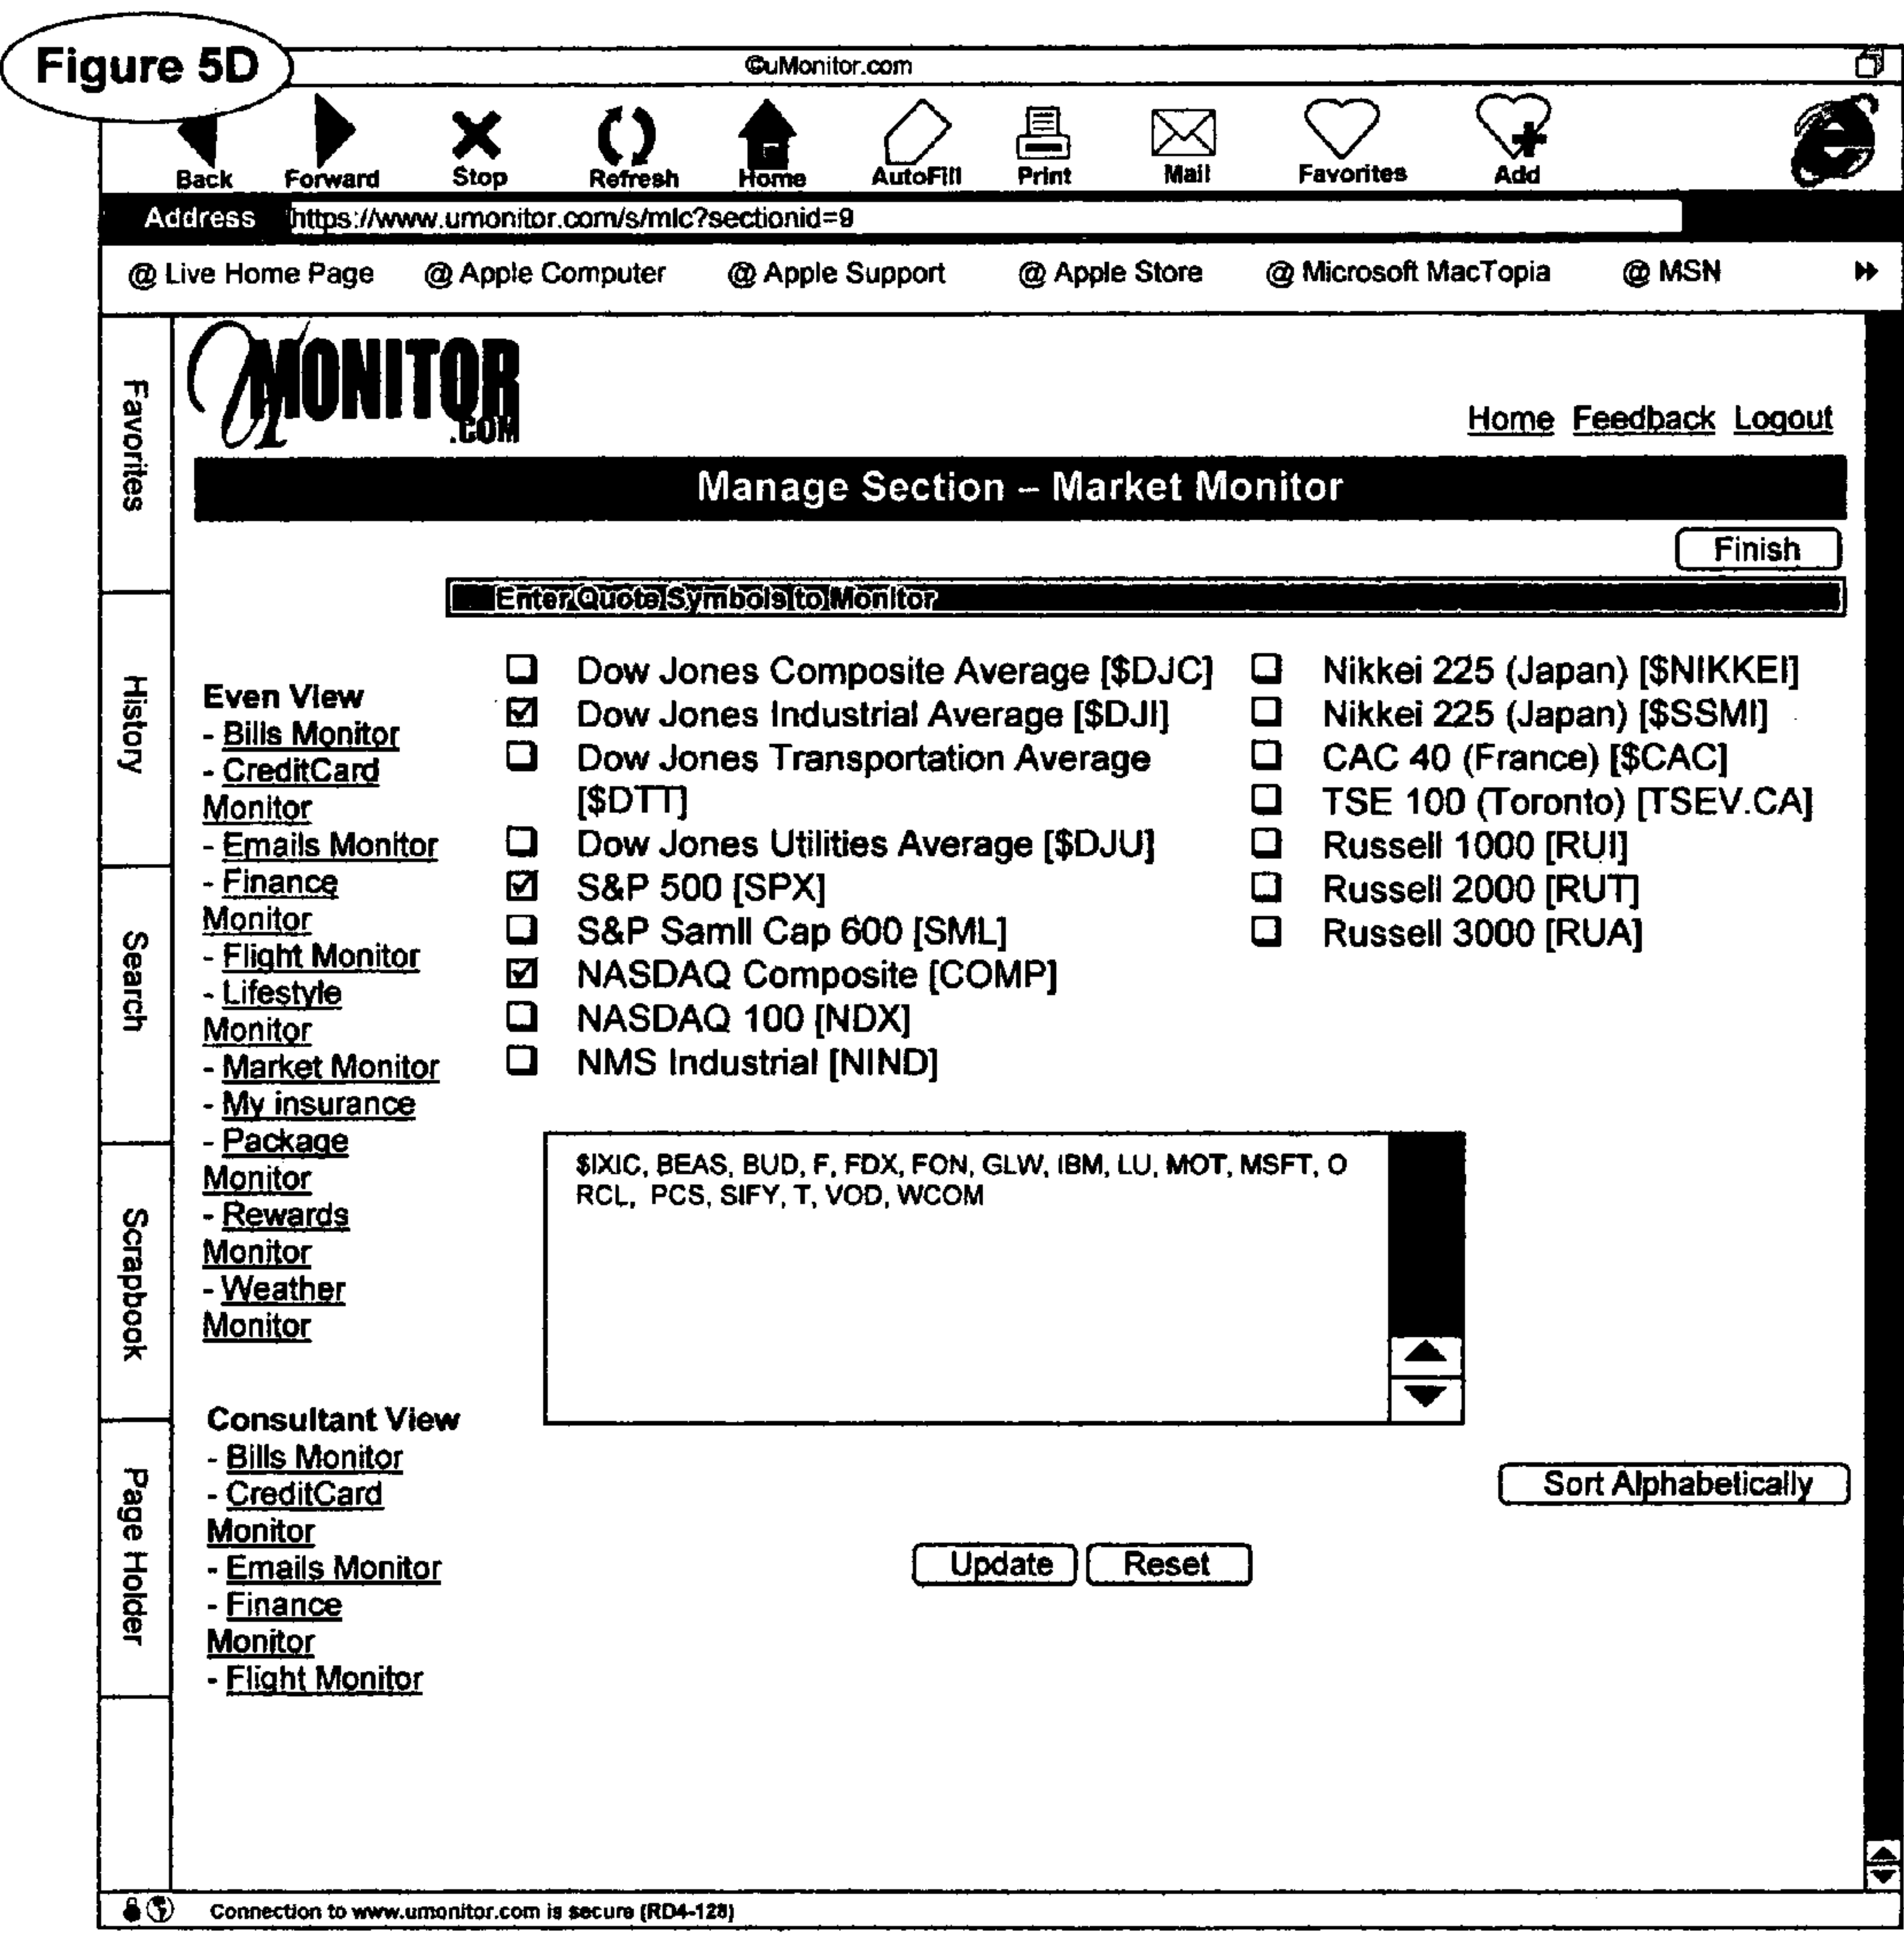 Figure 5D
©uMonitor.com
Back Forward Stop Refresh Home AutoFill Print Mail Favorites Add
Address https://www.umonitor.com/s/mlc?sectionid=9
@ Live Home Page @ Apple Computer @ Apple Support @ Apple Store @ Microsoft MacTopia @ MSN
Favorites
History
Search
Scrapbook
Page Holder
UMONITOR
.COM
Home Feedback Logout
Manage Section – Market Monitor
Finish
Enter Quote Symbols to Monitor
Even View
- Bills Monitor
- CreditCard
Monitor
- Emails Monitor
- Finance
Monitor
- Flight Monitor
- Lifestyle
Monitor
- Market Monitor
- My insurance
- Package
Monitor
- Rewards
Monitor
- Weather
Monitor
Consultant View
- Bills Monitor
- CreditCard
Monitor
- Emails Monitor
- Finance
Monitor
- Flight Monitor
Dow Jones Composite Average [$DJC]
Dow Jones Industrial Average [$DJI]
Dow Jones Transportation Average
[$DTT]
Dow Jones Utilities Average [$DJU]
S&P 500 [SPX]
S&P Samll Cap 600 [SML]
NASDAQ Composite [COMP]
NASDAQ 100 [NDX]
NMS Industrial [NIND]
Nikkei 225 (Japan) [$NIKKEI]
Nikkei 225 (Japan) [$SSMI]
CAC 40 (France) [$CAC]
TSE 100 (Toronto) [TSEV.CA]
Russell 1000 [RUI]
Russell 2000 [RUT]
Russell 3000 [RUA]
$IXIC, BEAS, BUD, F, FDX, FON, GLW, IBM, LU, MOT, MSFT, O
RCL, PCS, SIFY, T, VOD, WCOM
Sort Alphabetically
Update Reset
Connection to www.umonitor.com is secure (RD4-128)